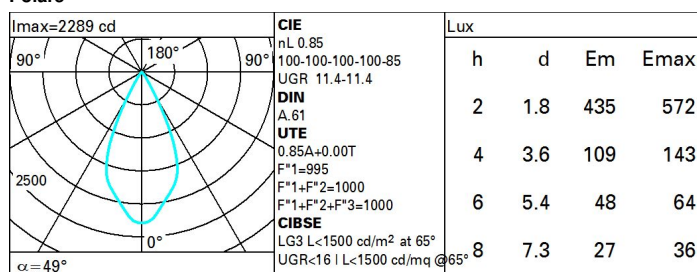 Imax=2289 cd
90° 180° 90°
2500
0°
α=49°
CIE
nL 0.85
100-100-100-100-85
UGR 11.4-11.4
DIN
A.61
UTE
0.85A+0.00T
F"1=995
F"1+F"2=1000
F"1+F"2+F"3=1000
CIBSE
LG3 L<1500 cd/m² at 65°
UGR<16 | L<1500 cd/mq @65°
Lux
h d Em Emax
2 1.8 435 572
4 3.6 109 143
6 5.4 48 64
8 7.3 27 36